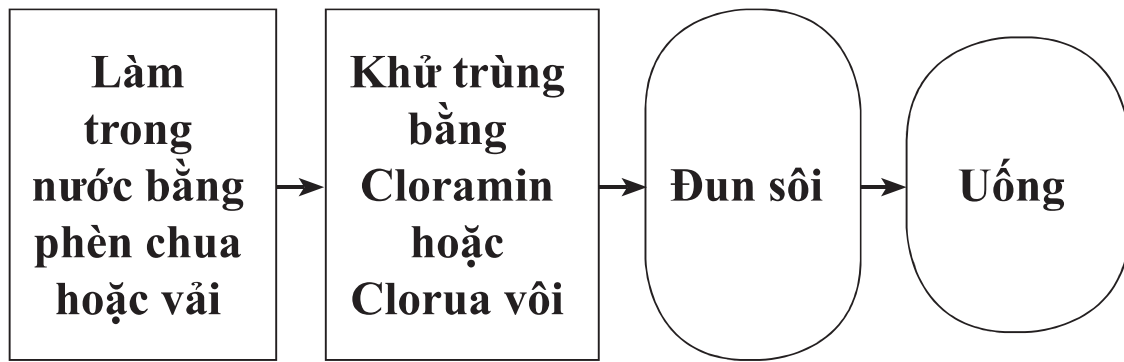 Làm
trong
nước bằng
phèn chua
hoặc vải
Khử trùng
bằng
Cloramin
hoặc
Clorua vôi
Đun sôi
Uống